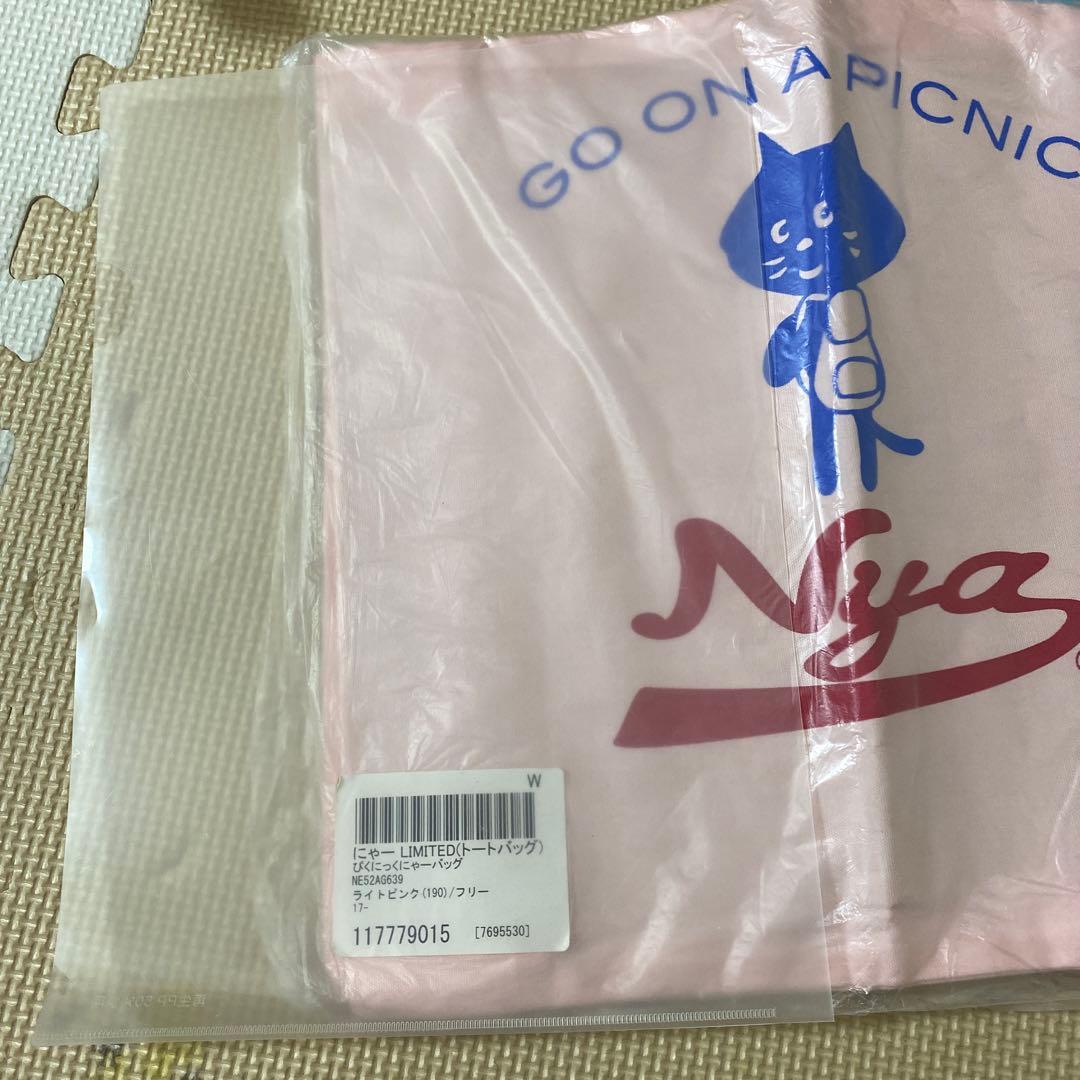 GO ON A PICNIC
Nya
W
にゃー LIMITED(トートバッグ)
ぴくにっくにゃーバッグ
NE52AG639
ライトピンク(190)/フリー
17-
117779015 [7695530]